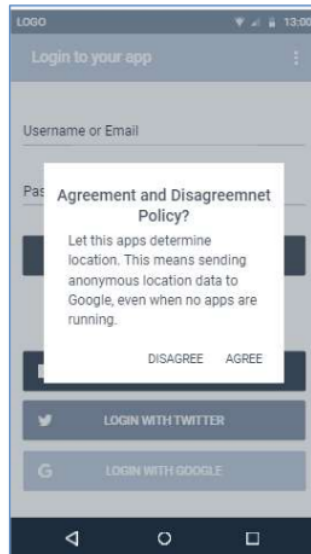 LOGO 13:00
Login to your app
Username or Email
Pas
Agreement and Disagreemnet
Policy?
Let this apps determine
location. This means sending
anonymous location data to
Google, even when no apps are
running.
DISAGREE AGREE
LOGIN WITH TWITTER
G LOGIN WITH GOOGLE